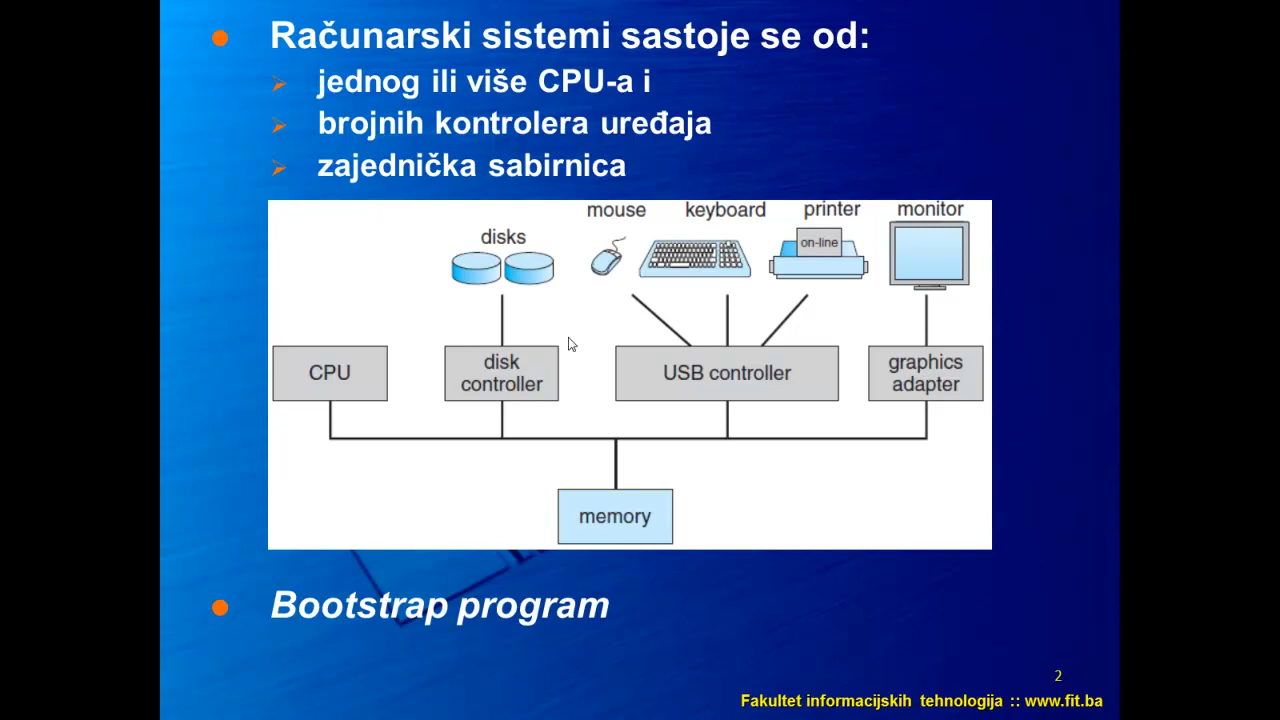 Računarski sistemi sastoje se od:
jednog ili više CPU-a i
brojnih kontrolera uređaja
zajednička sabirnica
mouse keyboard printer monitor
disks
on-line
CPU
disk
controller
USB controller
graphics
adapter
memory
Bootstrap program
2
Fakultet informacijskih tehnologija :: www.fit.ba